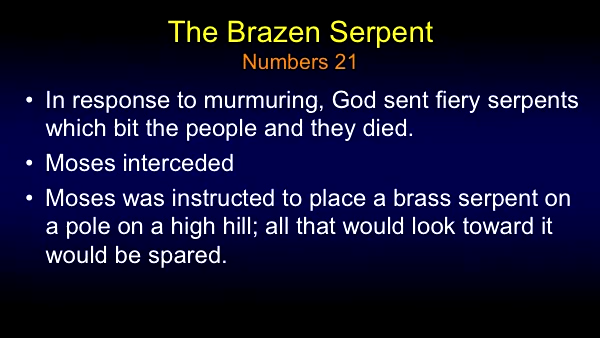 The Brazen Serpent
Numbers 21
• In response to murmuring, God sent fiery serpents
which bit the people and they died.
• Moses interceded
• Moses was instructed to place a brass serpent on
a pole on a high hill; all that would look toward it
would be spared.